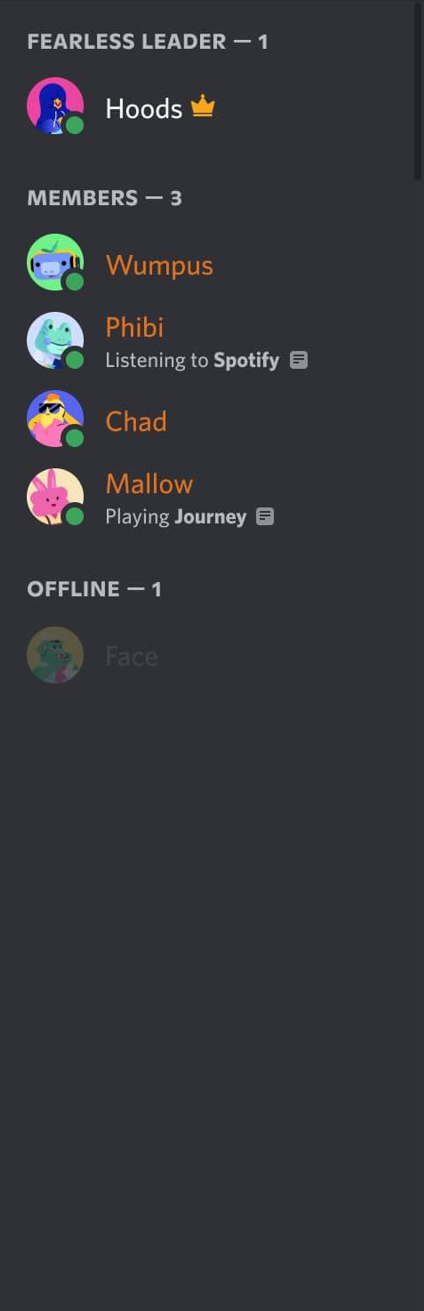 FEARLESS LEADER — 1
Hoods
MEMBERS — 3
Wumpus
Phibi
Listening to Spotify
Chad
Mallow
Playing Journey
OFFLINE — 1
Face